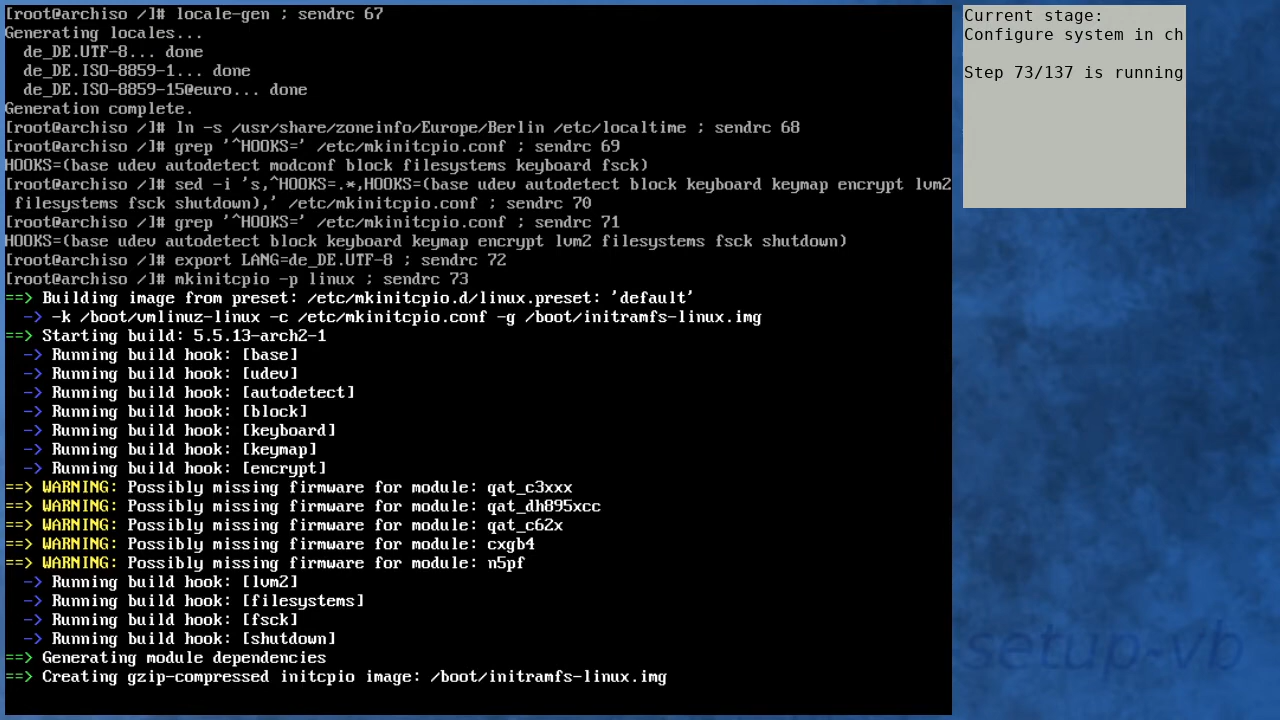 [root@archiso /]# locale-gen ; sendrc 67
Generating locales...
  de_DE.UTF-8... done
  de_DE.ISO-8859-1... done
  de_DE.ISO-8859-15@euro... done
Generation complete.
[root@archiso /]# ln -s /usr/share/zoneinfo/Europe/Berlin /etc/localtime ; sendrc 68
[root@archiso /]# grep '^HOOKS=' /etc/mkinitcpio.conf ; sendrc 69
HOOKS=(base udev autodetect modconf block filesystems keyboard fsck)
[root@archiso /]# sed -i 's,^HOOKS=.*,HOOKS=(base udev autodetect block keyboard keymap encrypt lvm2
 filesystems fsck shutdown),' /etc/mkinitcpio.conf ; sendrc 70
[root@archiso /]# grep '^HOOKS=' /etc/mkinitcpio.conf ; sendrc 71
HOOKS=(base udev autodetect block keyboard keymap encrypt lvm2 filesystems fsck shutdown)
[root@archiso /]# export LANG=de_DE.UTF-8 ; sendrc 72
[root@archiso /]# mkinitcpio -p linux ; sendrc 73
==> Building image from preset: /etc/mkinitcpio.d/linux.preset: 'default'
  -> -k /boot/vmlinuz-linux -c /etc/mkinitcpio.conf -g /boot/initramfs-linux.img
==> Starting build: 5.5.13-arch2-1
  -> Running build hook: [base]
  -> Running build hook: [udev]
  -> Running build hook: [autodetect]
  -> Running build hook: [block]
  -> Running build hook: [keyboard]
  -> Running build hook: [keymap]
  -> Running build hook: [encrypt]
==> WARNING: Possibly missing firmware for module: qat_c3xxx
==> WARNING: Possibly missing firmware for module: qat_dh895xcc
==> WARNING: Possibly missing firmware for module: qat_c62x
==> WARNING: Possibly missing firmware for module: cxgb4
==> WARNING: Possibly missing firmware for module: n5pf
  -> Running build hook: [lvm2]
  -> Running build hook: [filesystems]
  -> Running build hook: [fsck]
  -> Running build hook: [shutdown]
==> Generating module dependencies
==> Creating gzip-compressed initcpio image: /boot/initramfs-linux.img
Current stage:
Configure system in ch
Step 73/137 is running
setup-vb